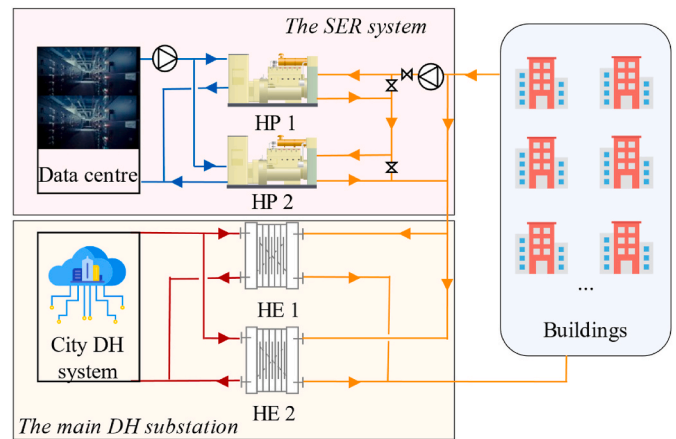 The SER system
HP 1
Data centre
HP 2
HE 1
City DH
system
Buildings
...
HE 2
The main DH substation